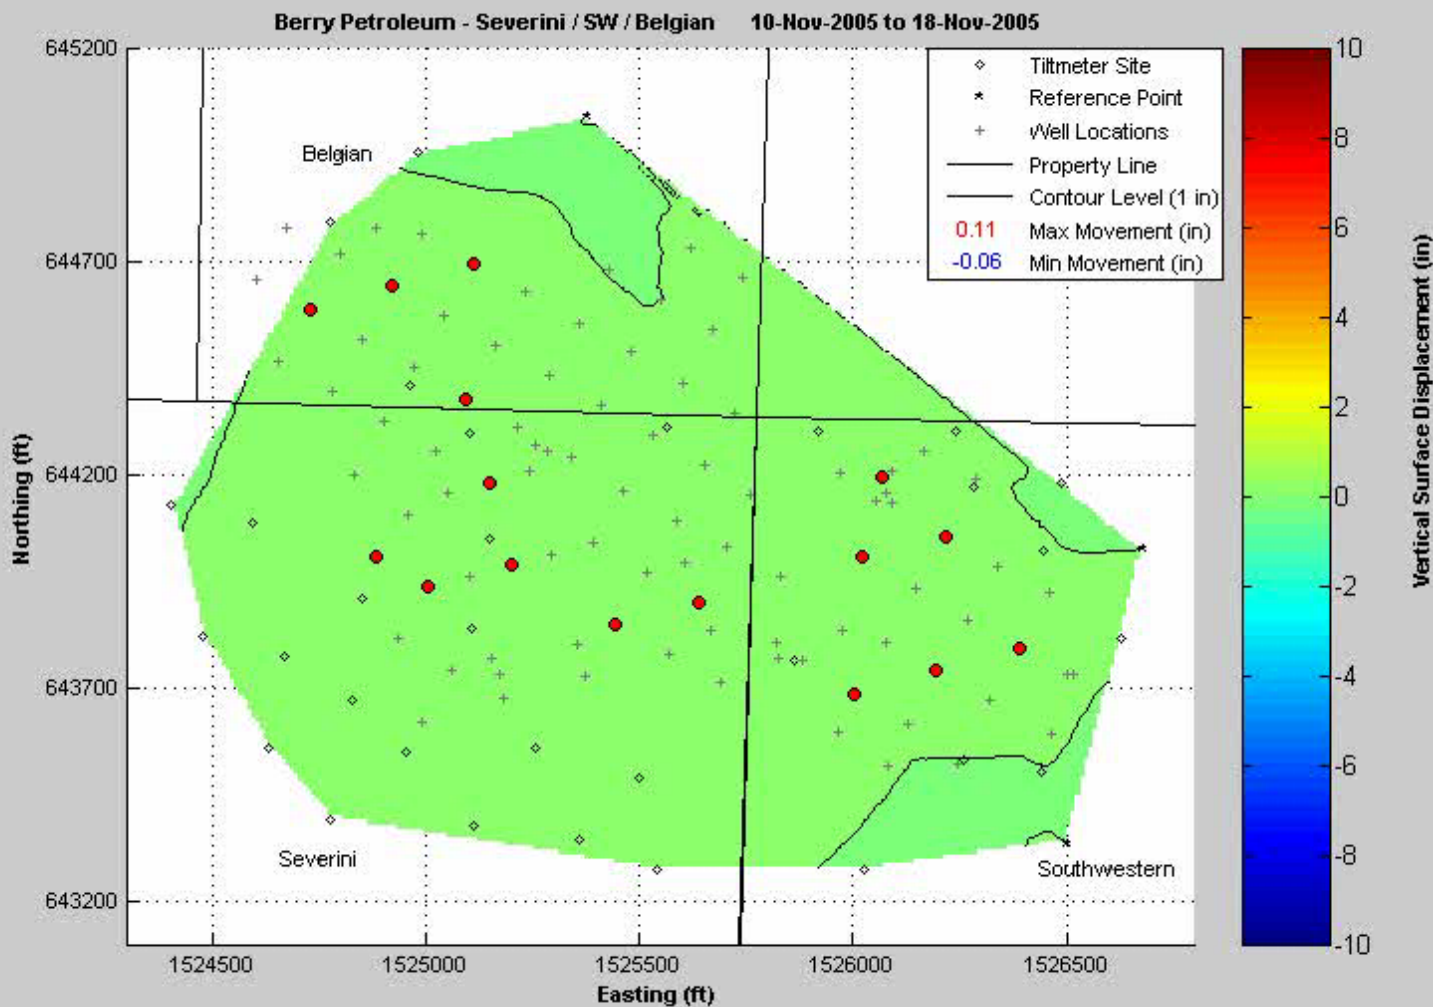 Berry Petroleum - Severini / SW / Belgian 10-Nov-2005 to 18-Nov-2005
645200
644700
644200
643700
643200
Northing (ft)
1524500
1525000
1525500
1526000
1526500
Easting (ft)
Belgian
Severini
Southwestern
Tiltmeter Site
Reference Point
Well Locations
Property Line
Contour Level (1 in)
0.11 Max Movement (in)
-0.06 Min Movement (in)
10
8
6
4
2
0
-2
-4
-6
-8
-10
Vertical Surface Displacement (in)